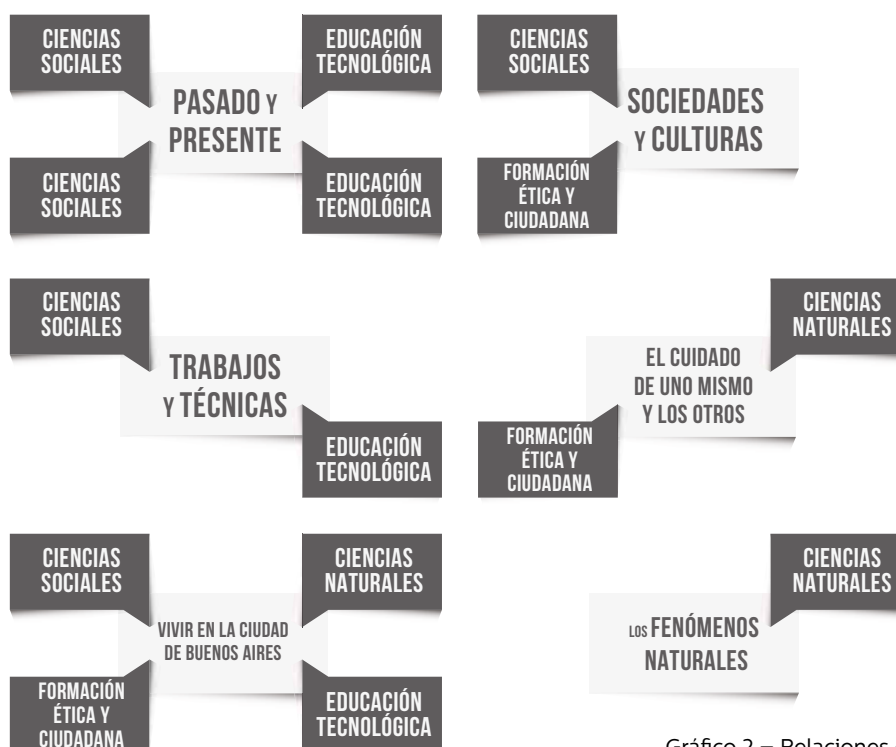 CIENCIAS
SOCIALES
EDUCACIÓN
TECNOLÓGICA
PASADO Y
PRESENTE
CIENCIAS
SOCIALES
EDUCACIÓN
TECNOLÓGICA
CIENCIAS
SOCIALES
SOCIEDADES
Y CULTURAS
FORMACIÓN
ÉTICA Y
CIUDADANA
CIENCIAS
SOCIALES
TRABAJOS
Y TÉCNICAS
EDUCACIÓN
TECNOLÓGICA
CIENCIAS
NATURALES
EL CUIDADO
DE UNO MISMO
Y LOS OTROS
FORMACIÓN
ÉTICA Y
CIUDADANA
CIENCIAS
SOCIALES
CIENCIAS
NATURALES
VIVIR EN LA CIUDAD
DE BUENOS AIRES
FORMACIÓN
ÉTICA Y
CIUDADANA
EDUCACIÓN
TECNOLÓGICA
CIENCIAS
NATURALES
LOS FENÓMENOS
NATURALES
Gráfico 2 – Relaciones